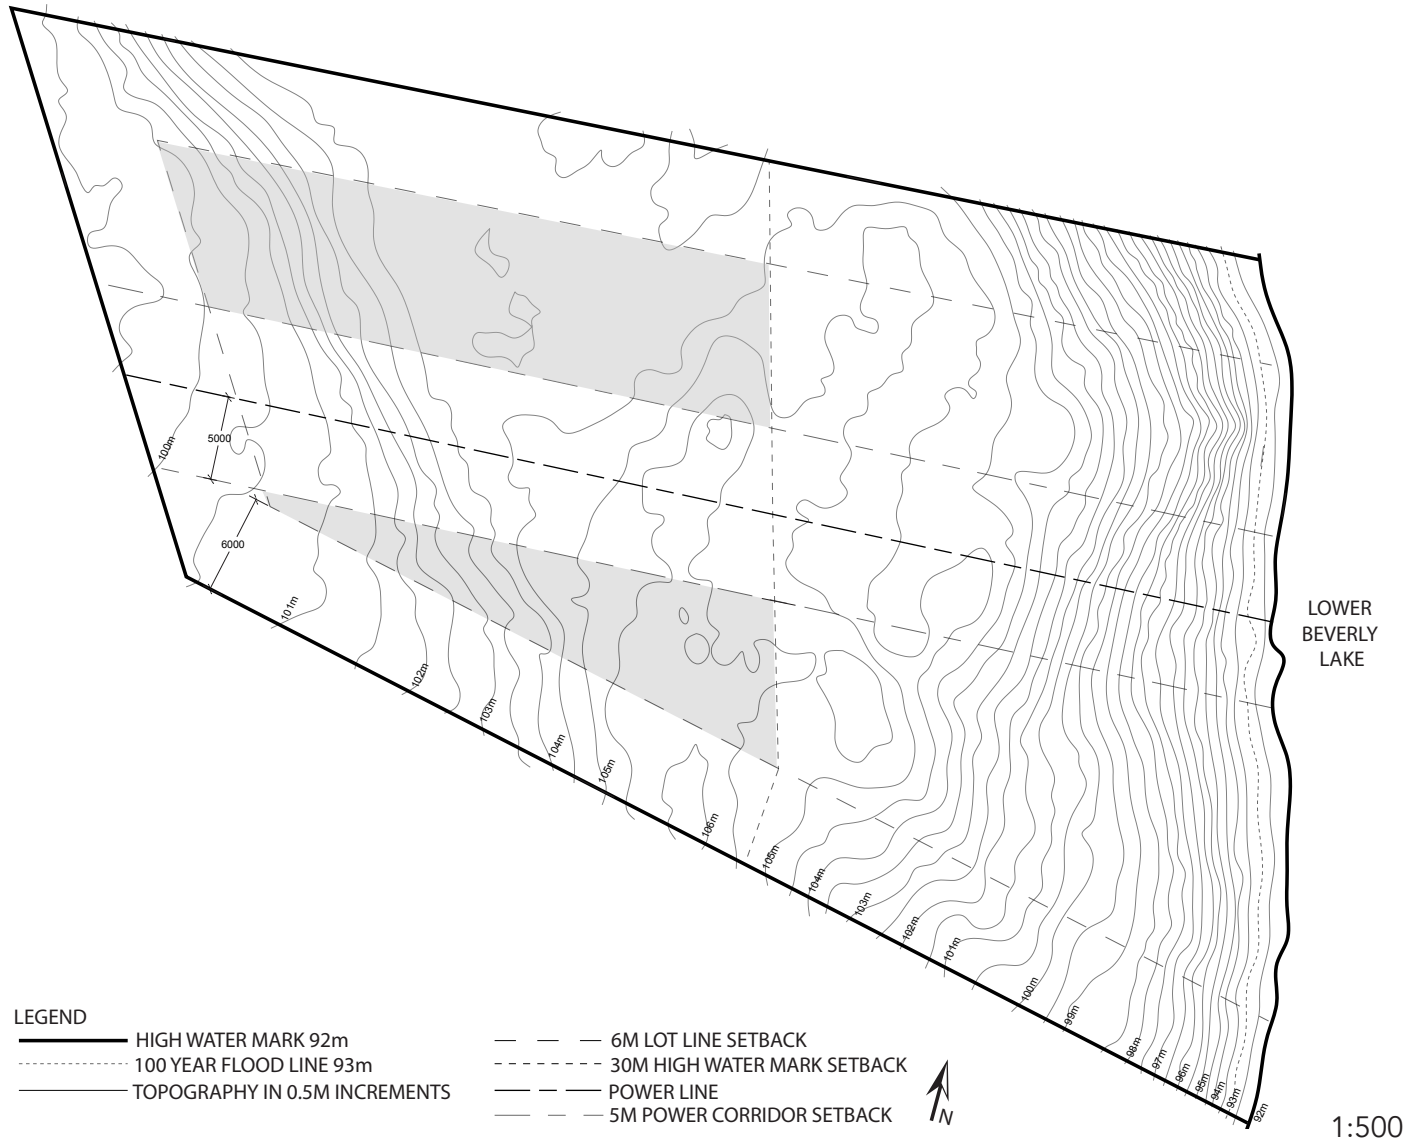 100m
5000
6000
101m
102m
103m
104m
105m
106m
105m
104m
103m
102m
101m
100m
99m
98m
97m
96m
95m
94m
93m
92m
LOWER
BEVERLY
LAKE
LEGEND
HIGH WATER MARK 92m
100 YEAR FLOOD LINE 93m
TOPOGRAPHY IN 0.5M INCREMENTS
6M LOT LINE SETBACK
30M HIGH WATER MARK SETBACK
POWER LINE
5M POWER CORRIDOR SETBACK
N
1:500